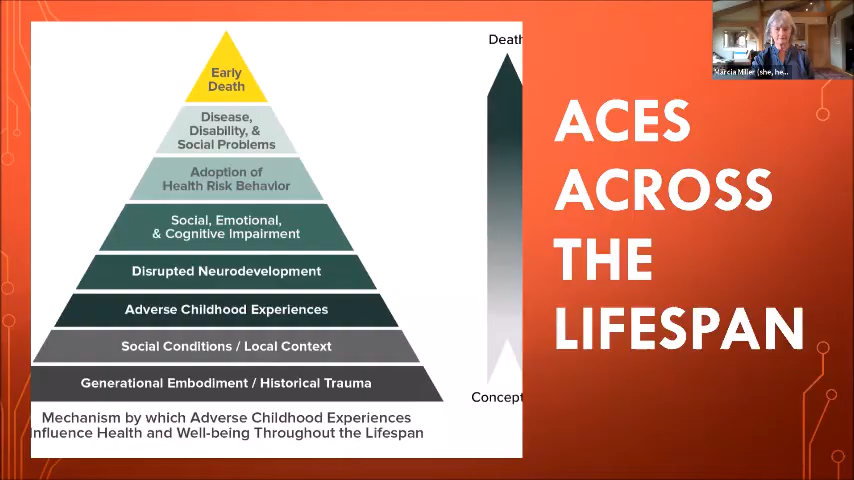 Early
Death
Disease,
Disability, &
Social Problems
Adoption of
Health Risk Behavior
Social, Emotional,
& Cognitive Impairment
Disrupted Neurodevelopment
Adverse Childhood Experiences
Social Conditions / Local Context
Generational Embodiment / Historical Trauma
Mechanism by which Adverse Childhood Experiences
Influence Health and Well-being Throughout the Lifespan
Death
Concept
ACES
ACROSS
THE
LIFESPAN
Marcia Miller (she, he...